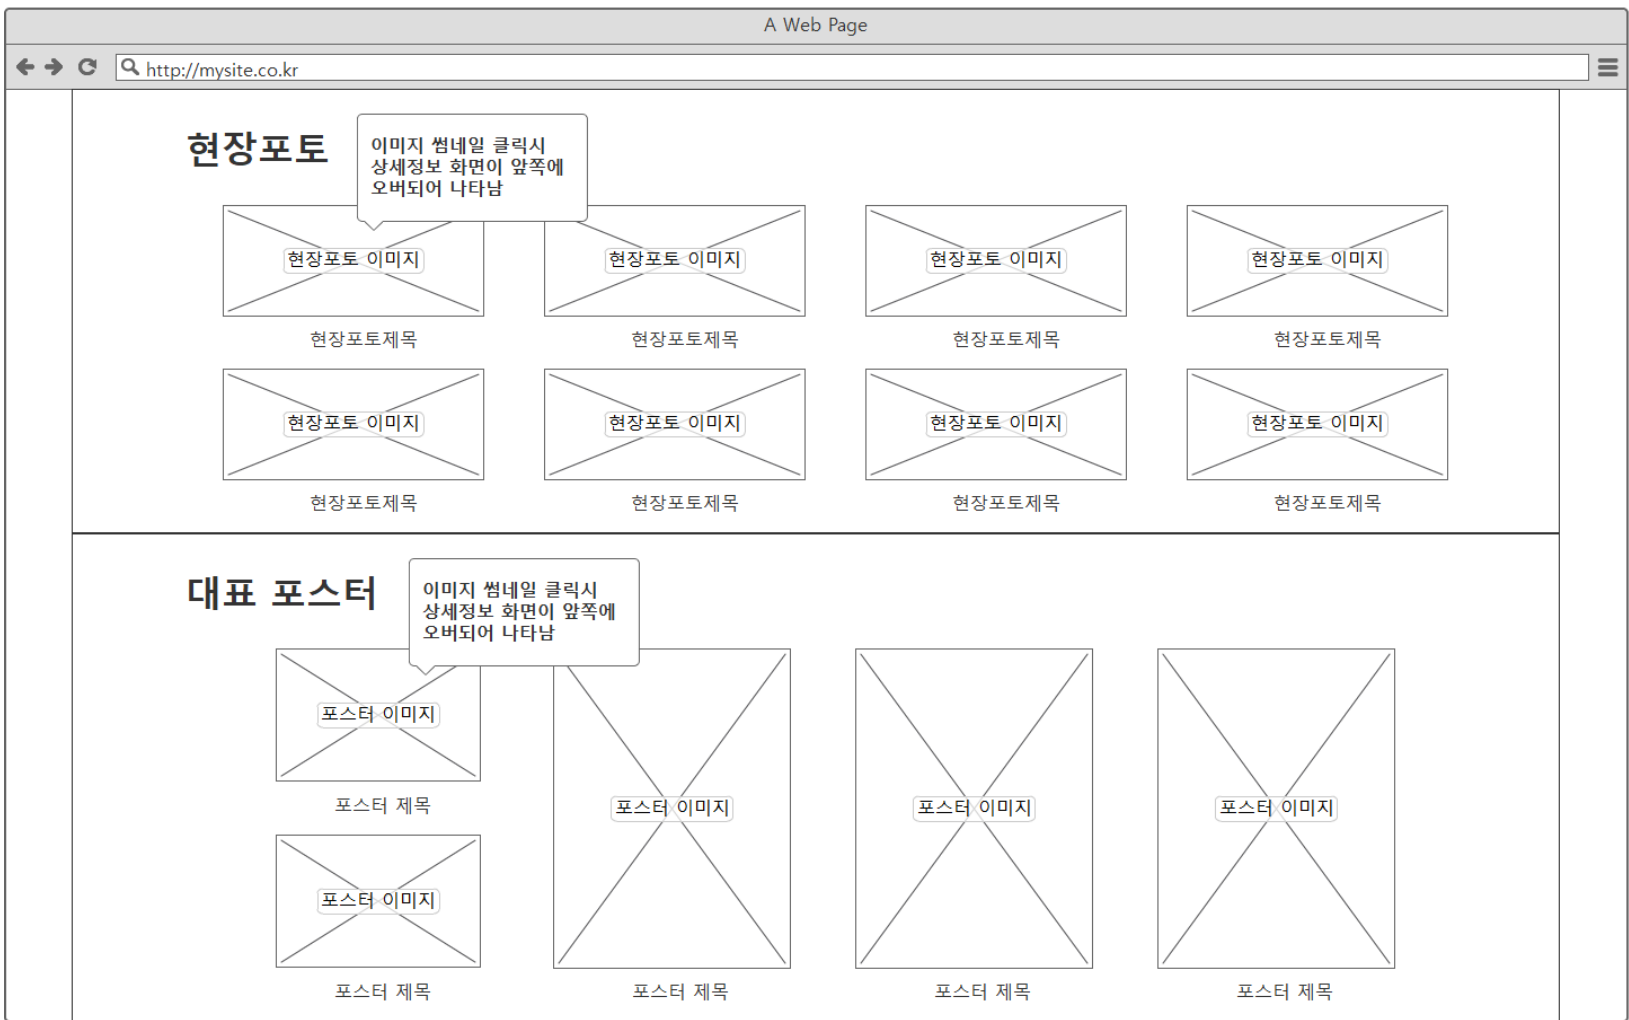 A Web Page
http://mysite.co.kr
현장포토
이미지 썸네일 클릭시
상세정보 화면이 앞쪽에
오버되어 나타남
현장포토 이미지
현장포토 이미지
현장포토 이미지
현장포토 이미지
현장포토제목
현장포토제목
현장포토제목
현장포토제목
현장포토 이미지
현장포토 이미지
현장포토 이미지
현장포토 이미지
현장포토제목
현장포토제목
현장포토제목
현장포토제목
대표 포스터
이미지 썸네일 클릭시
상세정보 화면이 앞쪽에
오버되어 나타남
포스터 이미지
포스터 제목
포스터 이미지
포스터 이미지
포스터 이미지
포스터 이미지
포스터 제목
포스터 제목
포스터 제목
포스터 제목